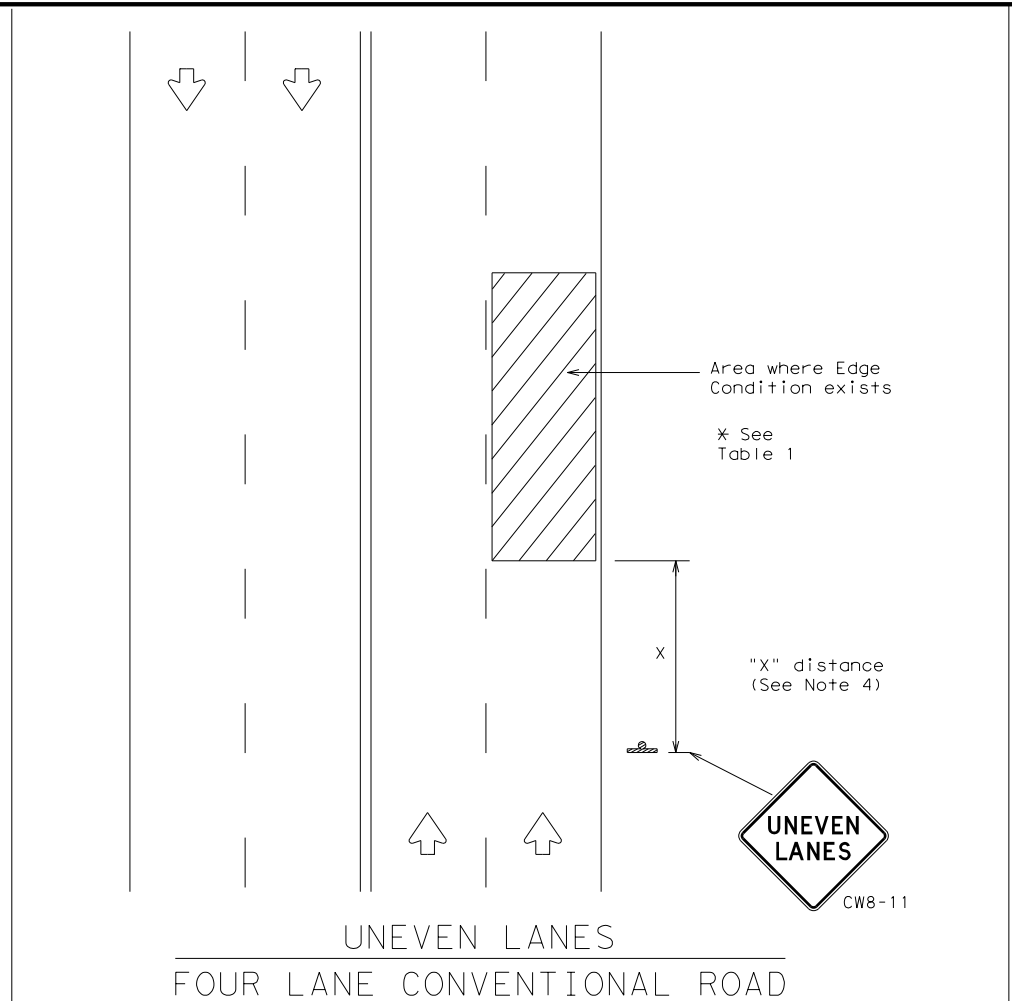 Area where Edge
Condition exists
* See
Table 1
X
"X" distance
(See Note 4)
UNEVEN
LANES
CW8-11
UNEVEN LANES
FOUR LANE CONVENTIONAL ROAD